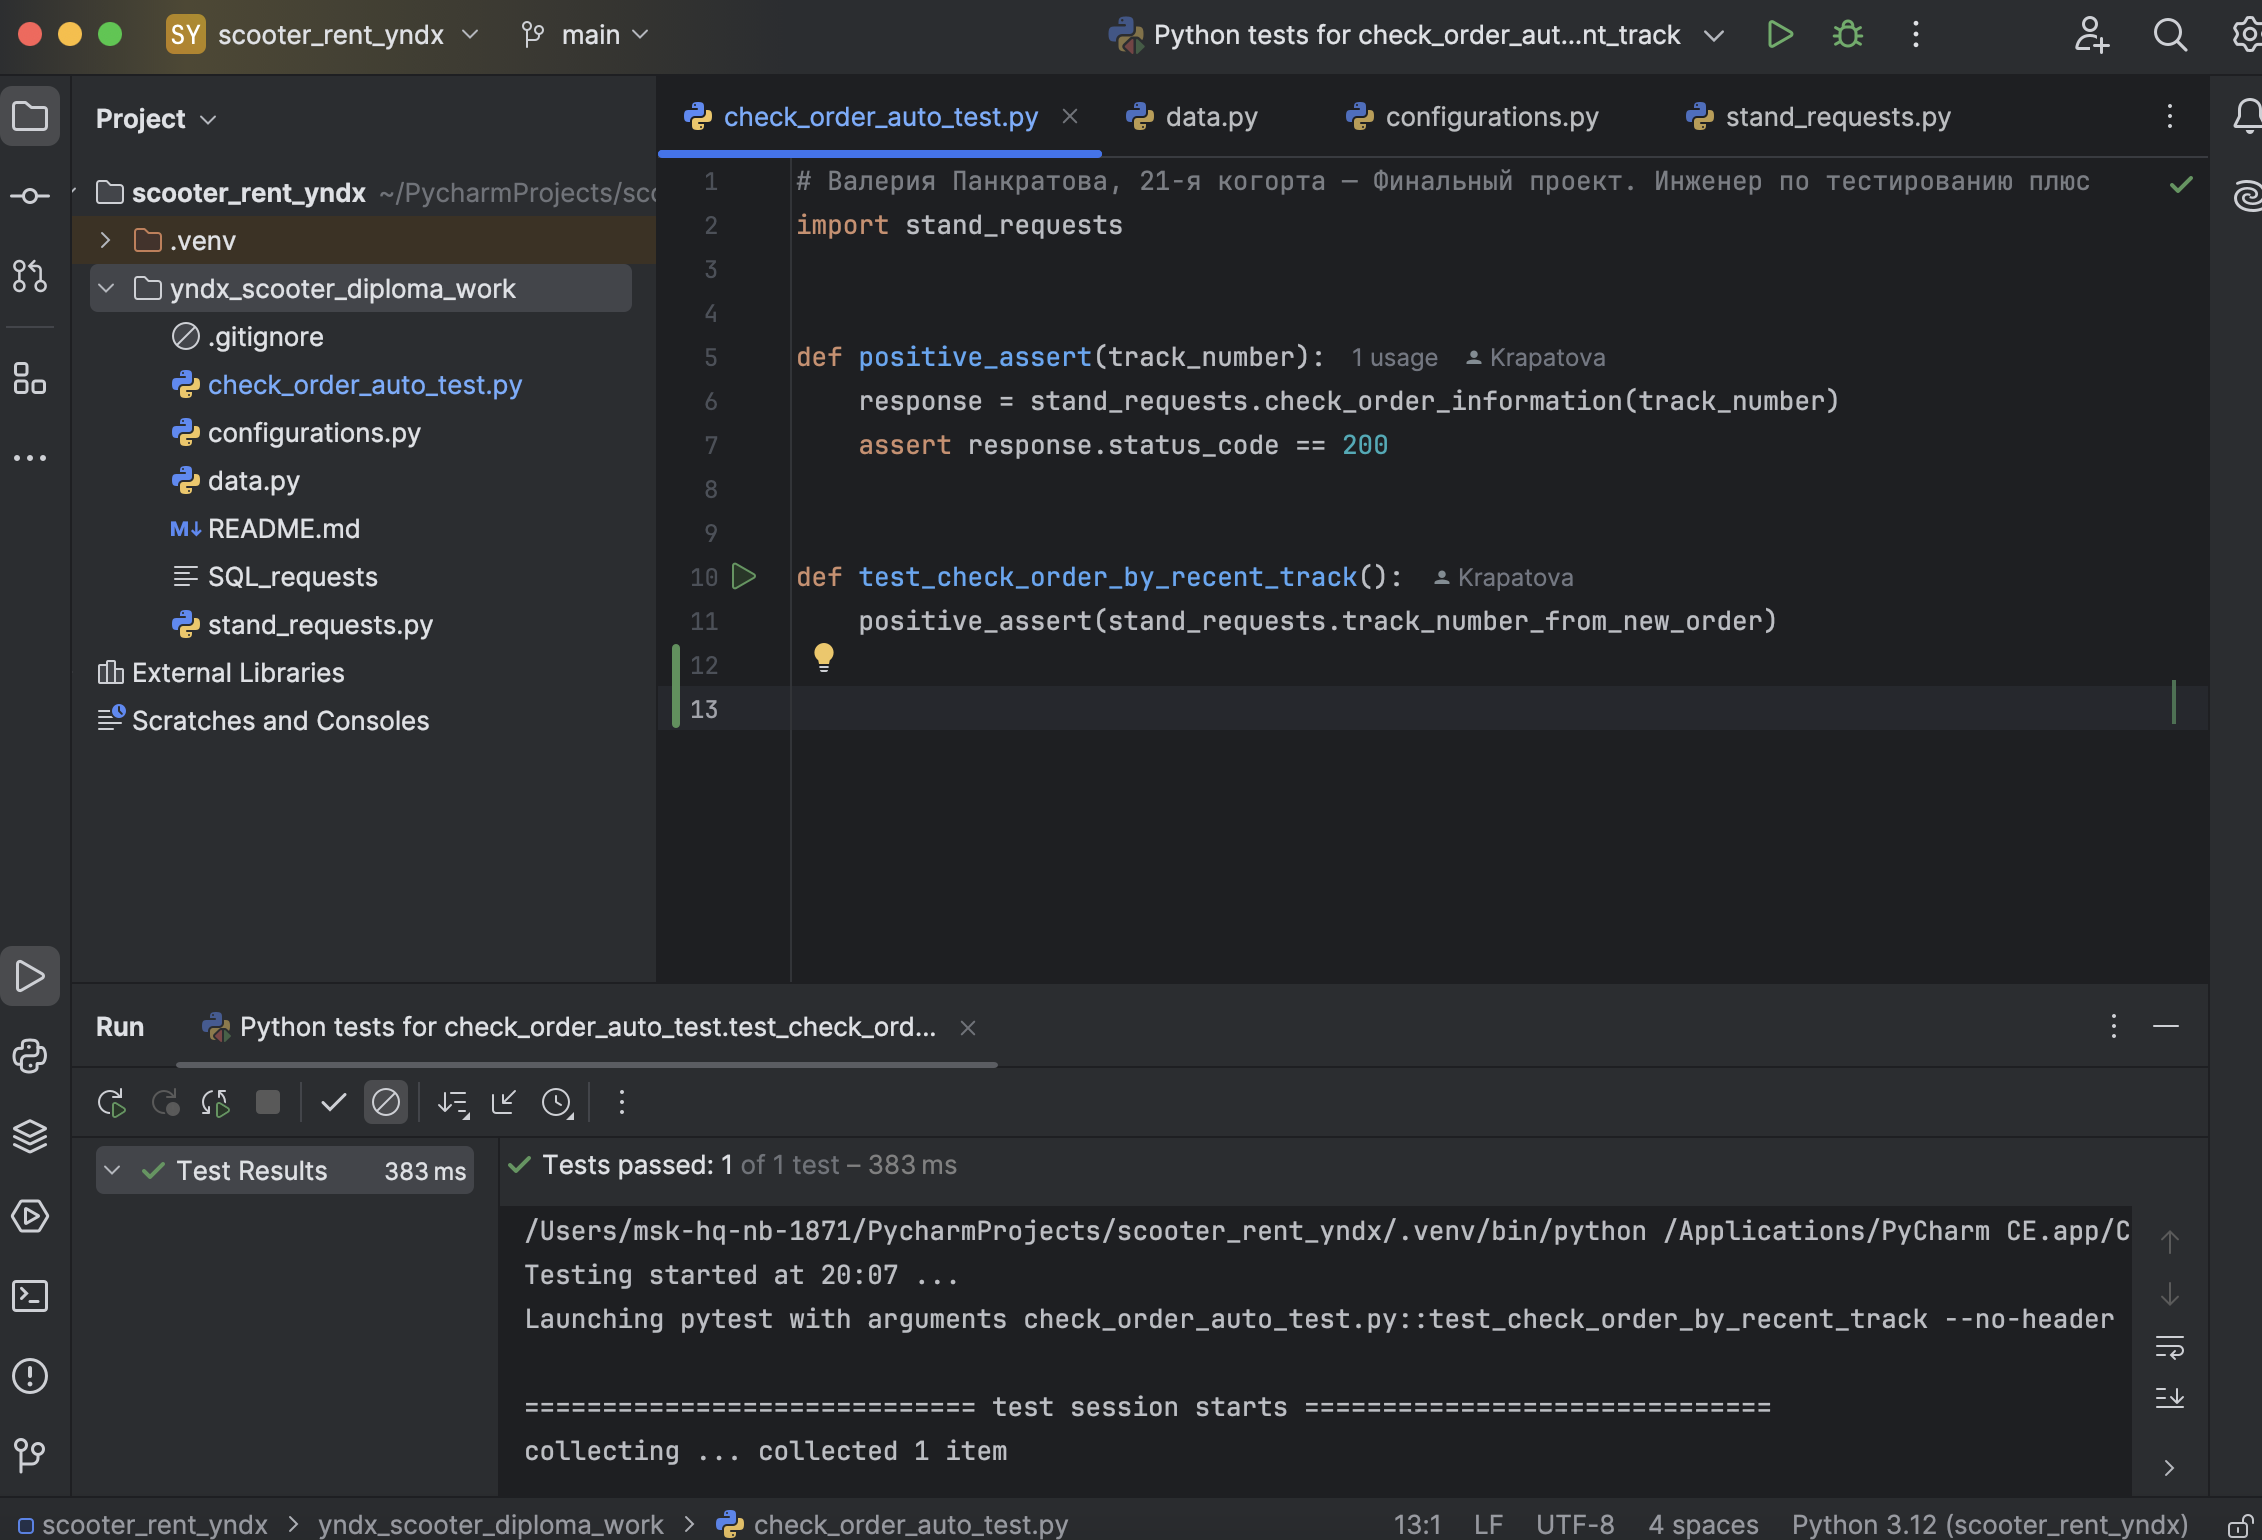 SY scooter_rent_yndx main Python tests for check_order_aut...nt_track
Project
scooter_rent_yndx ~/PycharmProjects/sc
.venv
yndx_scooter_diploma_work
.gitignore
check_order_auto_test.py
configurations.py
data.py
README.md
SQL_requests
stand_requests.py
External Libraries
Scratches and Consoles
check_order_auto_test.py data.py configurations.py stand_requests.py
1 # Валерия Панкратова, 21-я когорта — Финальный проект. Инженер по тестированию плюс
2 import stand_requests
3
4
5 def positive_assert(track_number): 1 usage Krapatova
6 response = stand_requests.check_order_information(track_number)
7 assert response.status_code == 200
8
9
10 def test_check_order_by_recent_track(): Krapatova
11 positive_assert(stand_requests.track_number_from_new_order)
12
13
Run Python tests for check_order_auto_test.test_check_ord...
Test Results 383 ms
Tests passed: 1 of 1 test – 383 ms
/Users/msk-hq-nb-1871/PycharmProjects/scooter_rent_yndx/.venv/bin/python /Applications/PyCharm CE.app/C
Testing started at 20:07 ...
Launching pytest with arguments check_order_auto_test.py::test_check_order_by_recent_track --no-header
============================= test session starts ==============================
collecting ... collected 1 item
scooter_rent_yndx > yndx_scooter_diploma_work > check_order_auto_test.py 13:1 LF UTF-8 4 spaces Python 3.12 (scooter_rent_yndx)